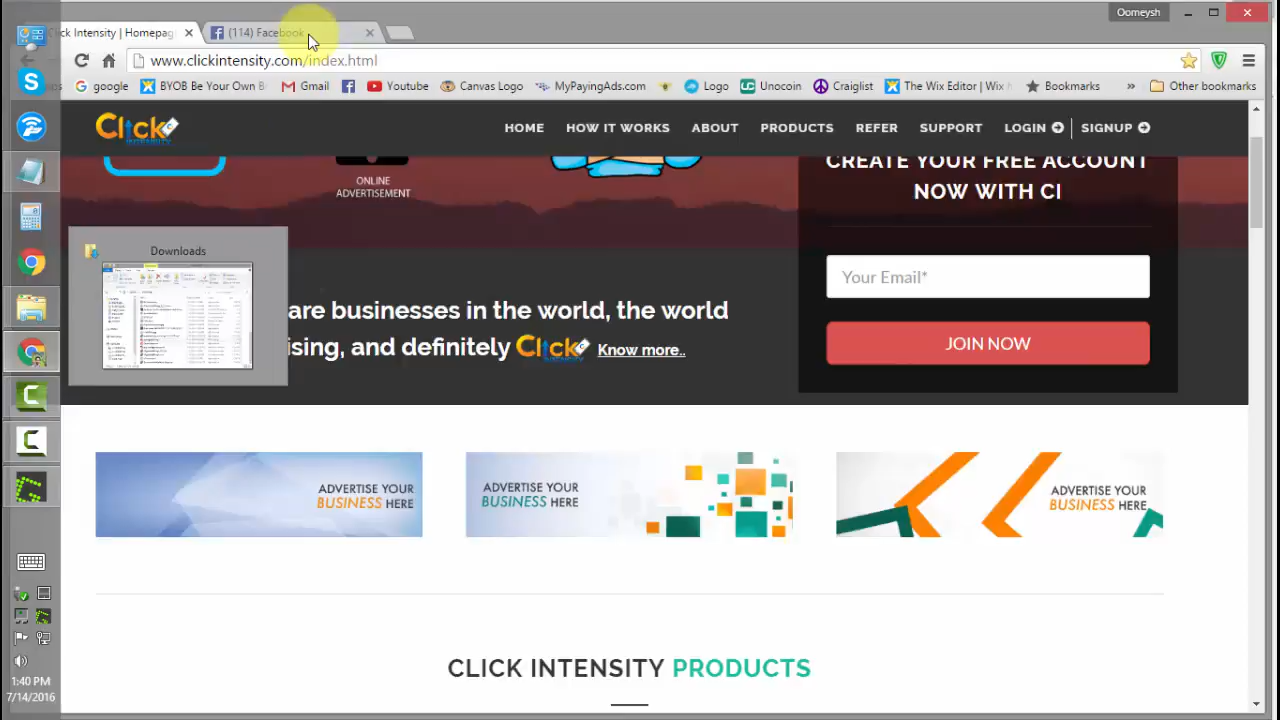 Oomeysh
Click Intensity | Homepag
(114) Facebook
www.clickintensity.com/index.html
google
BYOB Be Your Own B
Gmail
Youtube
Canvas Logo
MyPayingAds.com
Logo
Unocoin
Craiglist
The Wix Editor | Wix
Bookmarks
»
Other bookmarks
Click
INTENSITY
HOME
HOW IT WORKS
ABOUT
PRODUCTS
REFER
SUPPORT
LOGIN
SIGNUP
ONLINE
ADVERTISEMENT
CREATE YOUR FREE ACCOUNT
NOW WITH CI
Your Email*
JOIN NOW
Downloads
are businesses in the world, the world
ising, and definitely Click Know more..
ADVERTISE YOUR
BUSINESS HERE
ADVERTISE YOUR
BUSINESS HERE
ADVERTISE YOUR
BUSINESS HERE
CLICK INTENSITY PRODUCTS
1:40 PM
7/14/2016